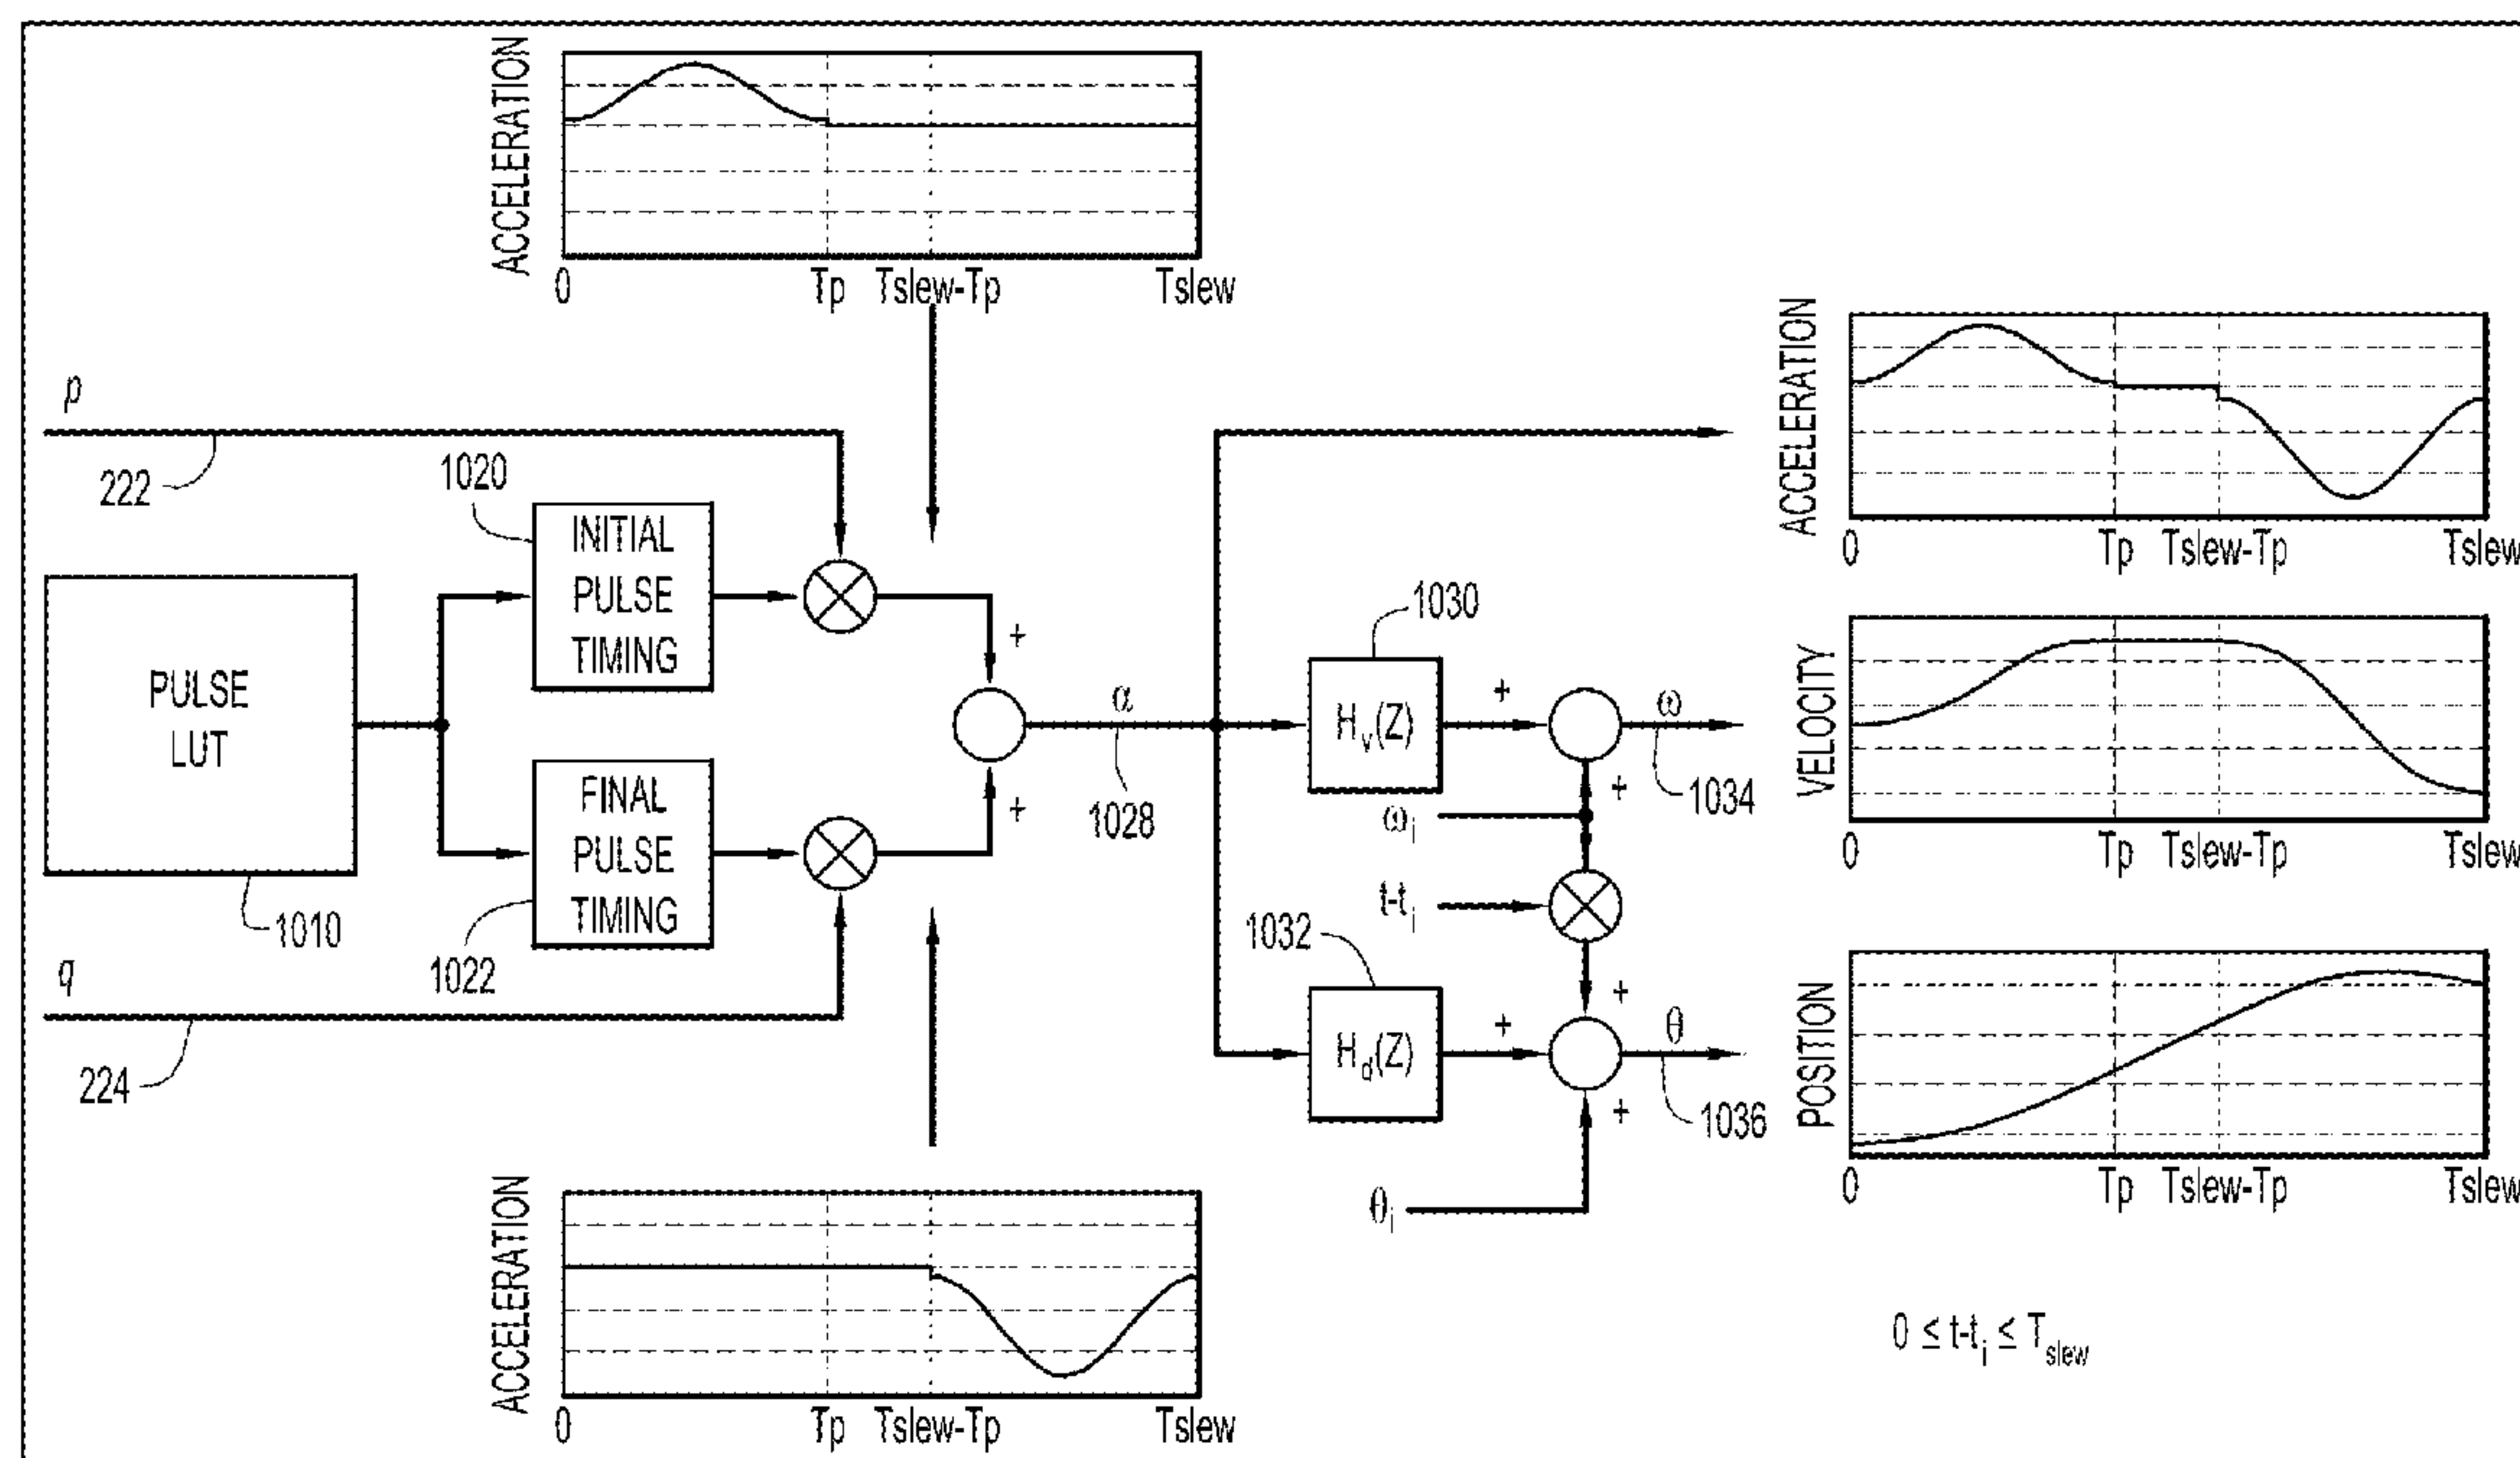 ACCELERATION
0 Tp Tslew-Tp Tslew
p
222
1020
INITIAL
PULSE
TIMING
+
PULSE
LUT
1010
FINAL
PULSE
TIMING
1022
+
q
224
α
1028
ACCELERATION
0 Tp Tslew-Tp Tslew
1030
Hv(Z)
+
ω
1034
+
ωi
t-ti
VELOCITY
0 Tp Tslew-Tp Tslew
1032
Hd(Z)
+
+
θ
1036
+
θi
POSITION
0 Tp Tslew-Tp Tslew
ACCELERATION
0 Tp Tslew-Tp Tslew
0 ≤ t-ti ≤ Tslew